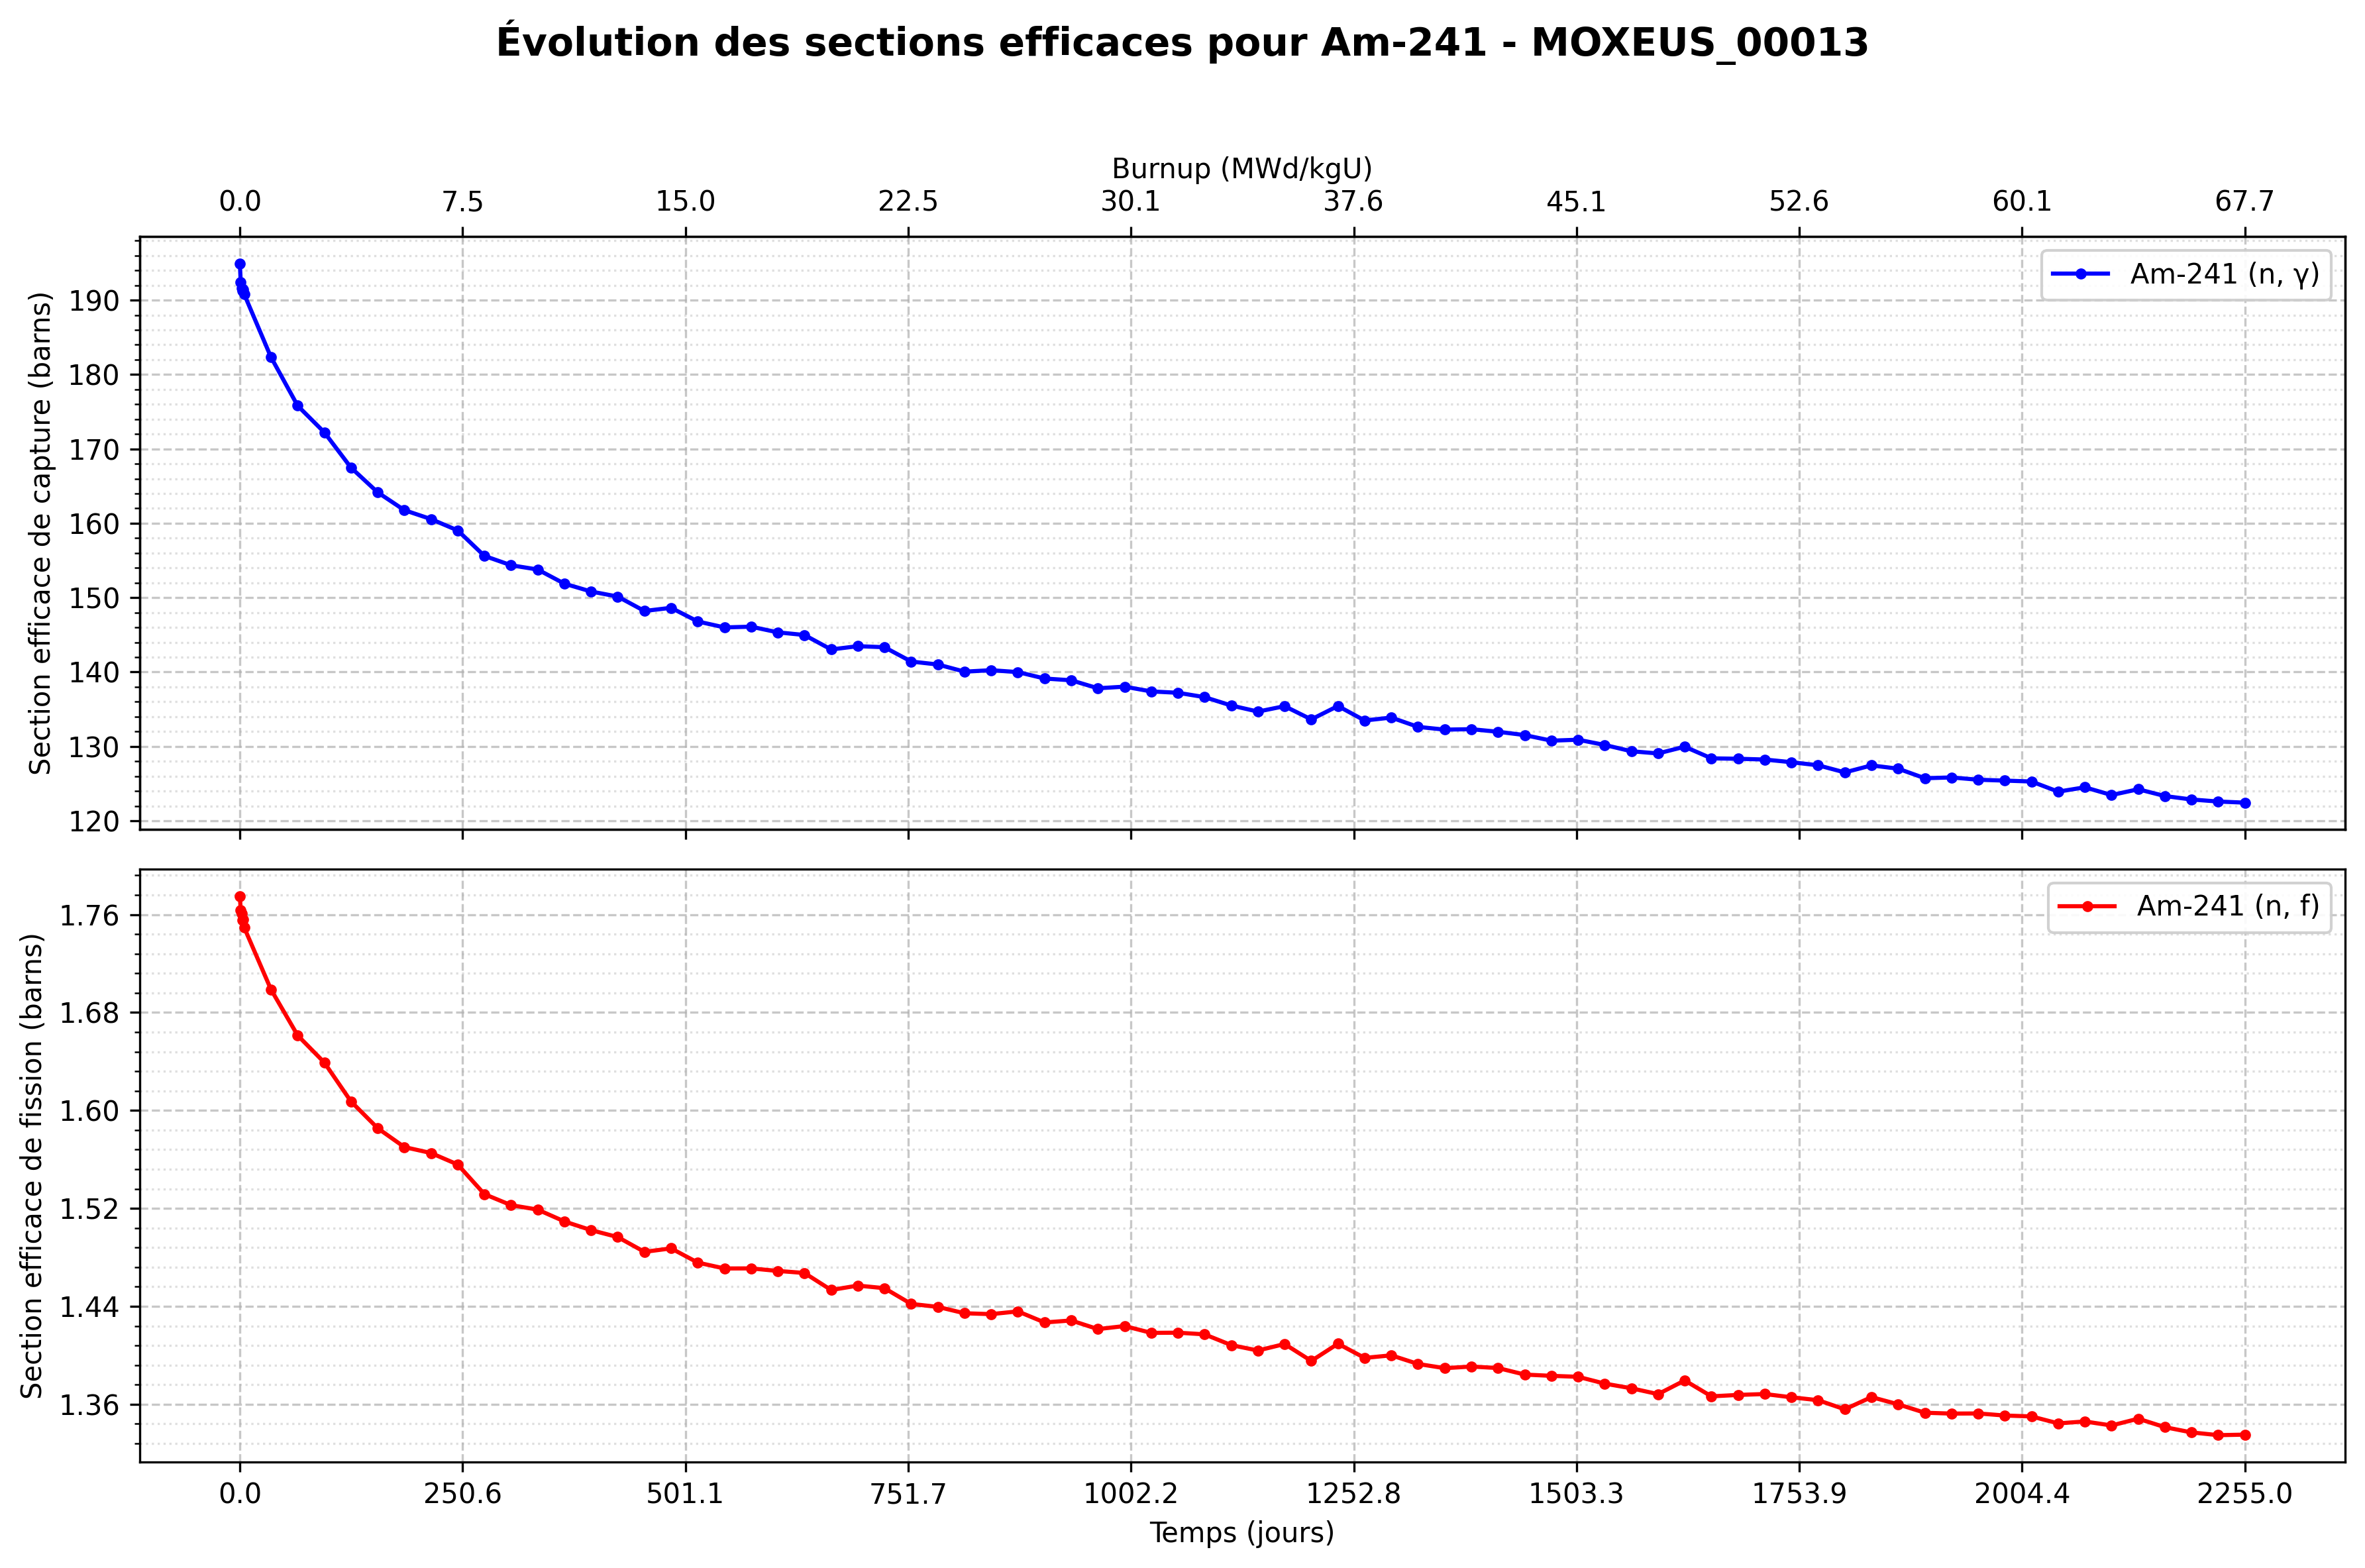 Évolution des sections efficaces pour Am-241 - MOXEUS_00013
Burnup (MWd/kgU)
0.0 7.5 15.0 22.5 30.1 37.6 45.1 52.6 60.1 67.7
Section efficace de capture (barns)
190
180
170
160
150
140
130
120
Am-241 (n, γ)
Section efficace de fission (barns)
1.76
1.68
1.60
1.52
1.44
1.36
Am-241 (n, f)
0.0 250.6 501.1 751.7 1002.2 1252.8 1503.3 1753.9 2004.4 2255.0
Temps (jours)